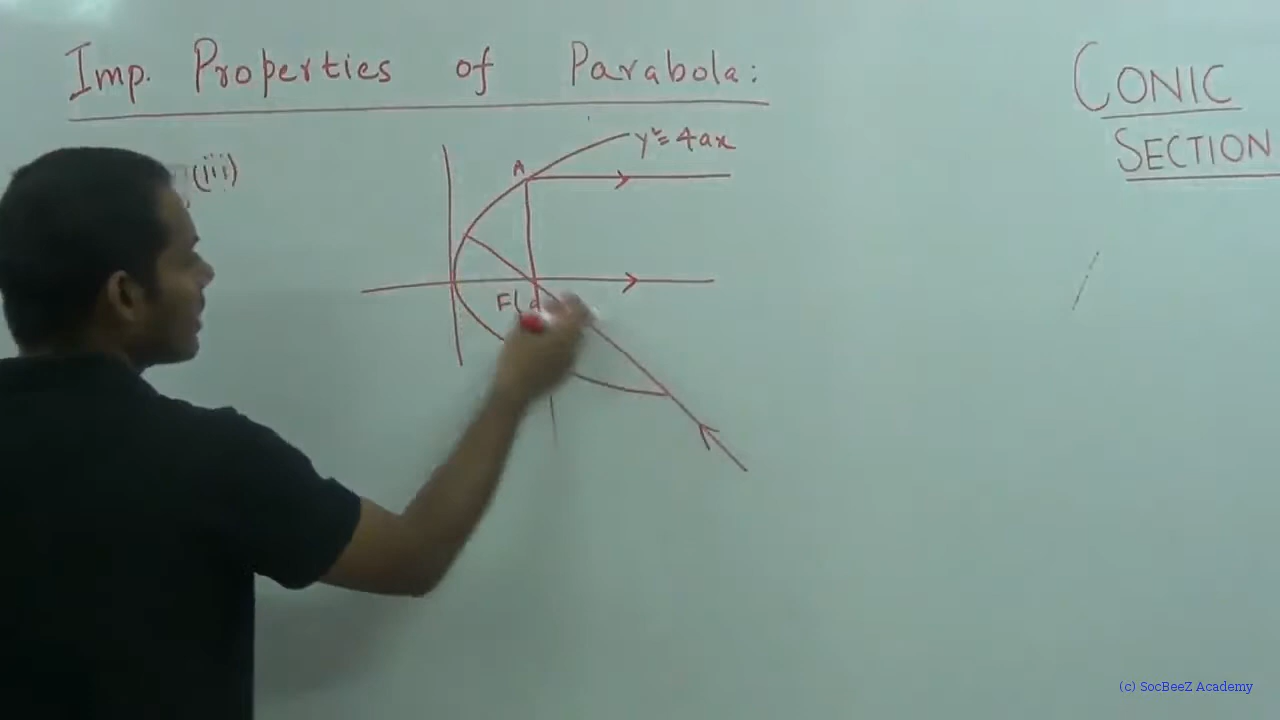 Imp. Properties of Parabola:
CONIC
SECTION
(iii)
y²=4ax
A
F(a
(c) SocBeeZ Academy